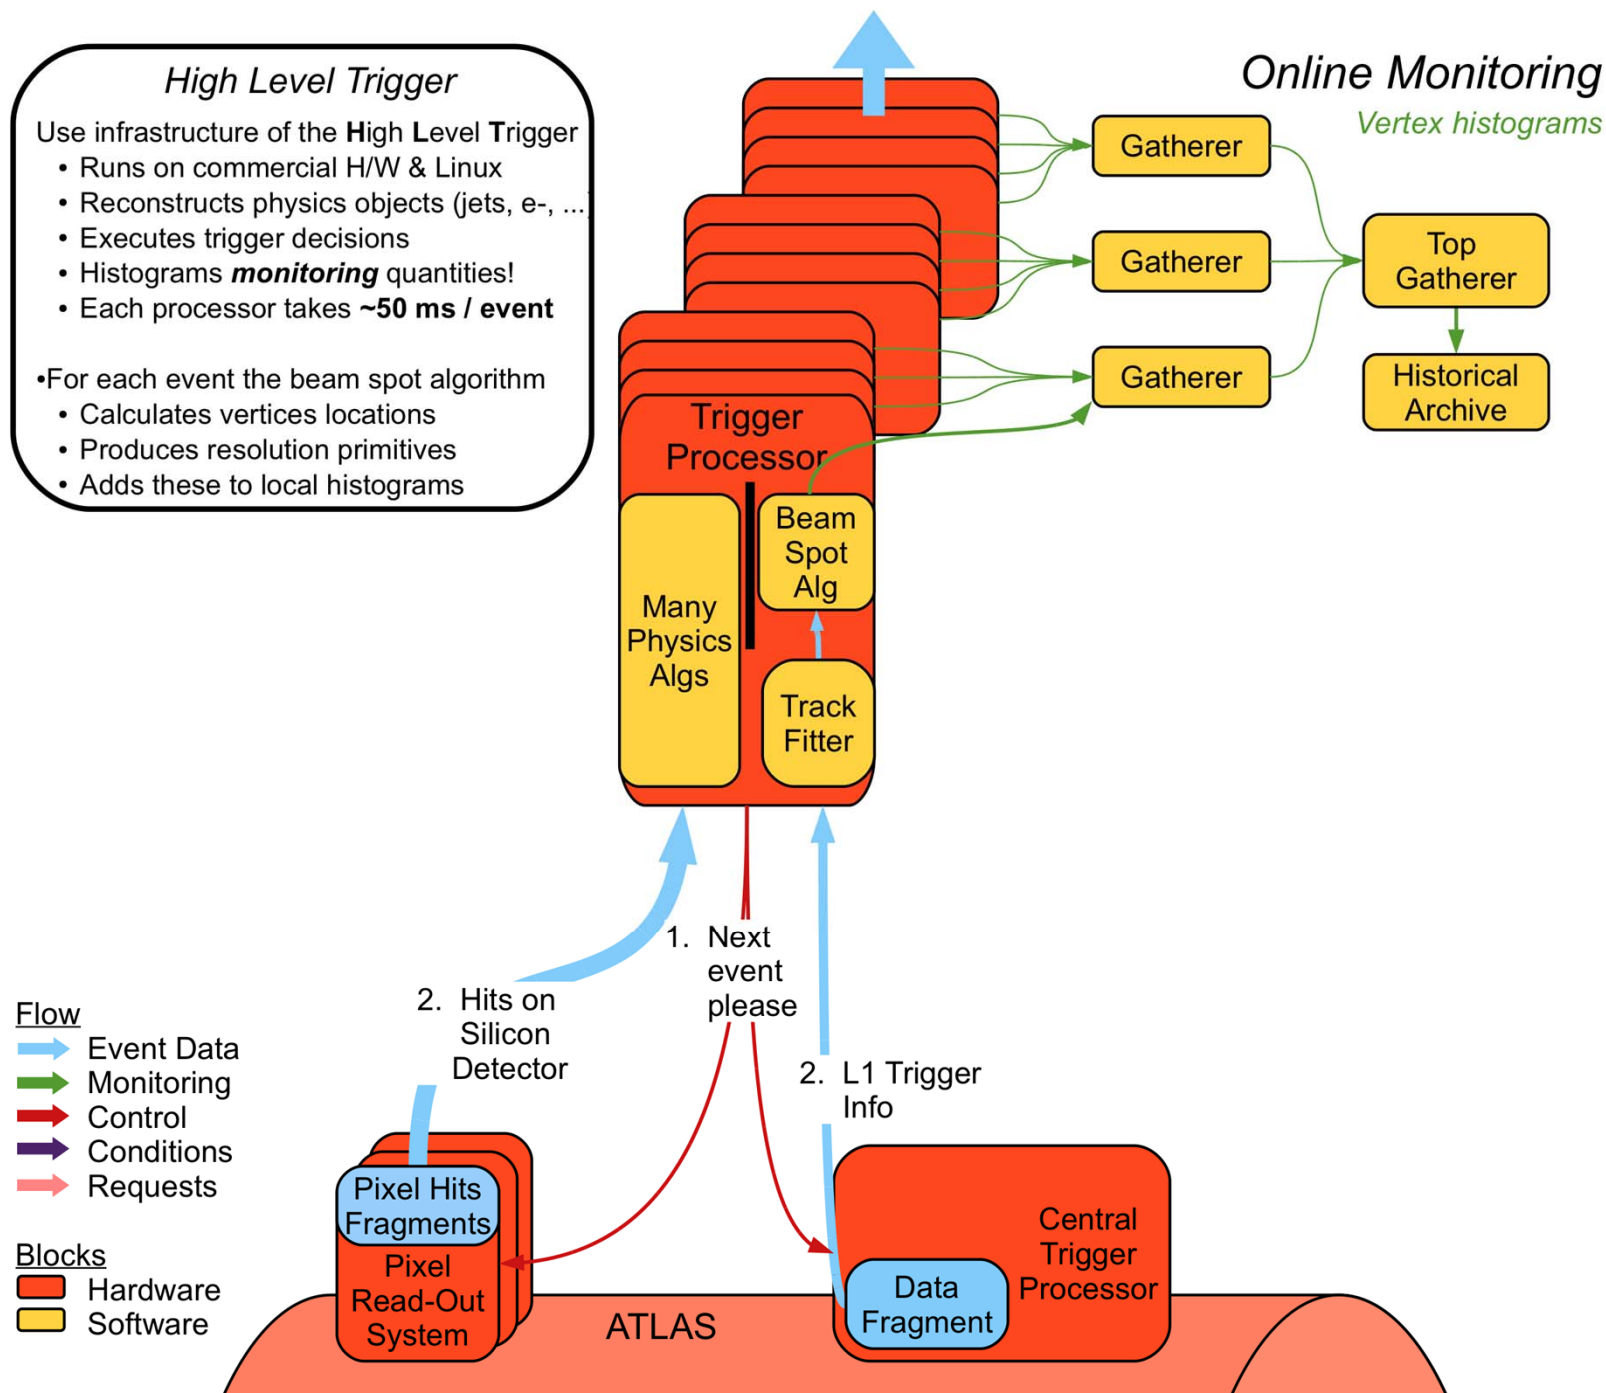 High Level Trigger
Use infrastructure of the High Level Trigger
• Runs on commercial H/W & Linux
• Reconstructs physics objects (jets, e-, ...
• Executes trigger decisions
• Histograms monitoring quantities!
• Each processor takes ~50 ms / event
•For each event the beam spot algorithm
• Calculates vertices locations
• Produces resolution primitives
• Adds these to local histograms
Online Monitoring
Vertex histograms
Gatherer
Gatherer
Gatherer
Top
Gatherer
Historical
Archive
Trigger
Processor
Many
Physics
Algs
Beam
Spot
Alg
Track
Fitter
1. Next
event
please
2. Hits on
Silicon
Detector
2. L1 Trigger
Info
Flow
Event Data
Monitoring
Control
Conditions
Requests
Blocks
Hardware
Software
Pixel Hits
Fragments
Pixel
Read-Out
System
ATLAS
Central
Trigger
Processor
Data
Fragment